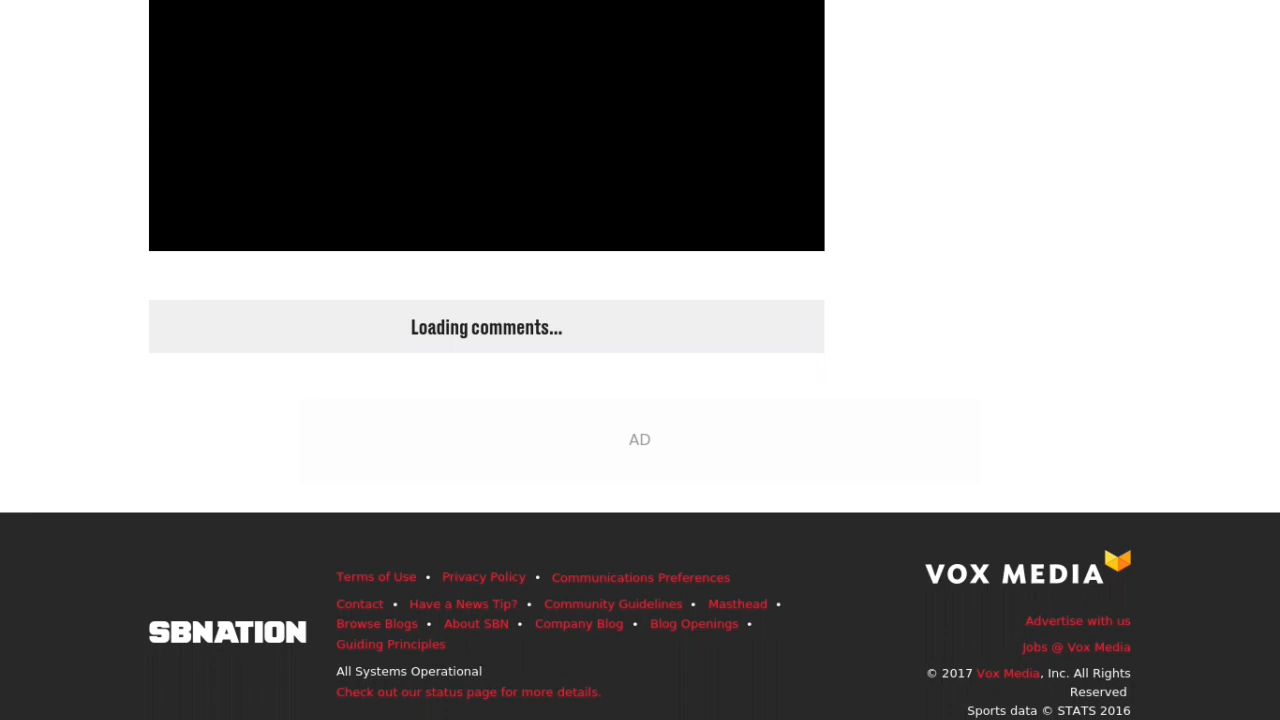 Loading comments...
AD
Terms of Use • Privacy Policy • Communications Preferences
Contact • Have a News Tip? • Community Guidelines • Masthead •
Browse Blogs • About SBN • Company Blog • Blog Openings •
Guiding Principles
All Systems Operational
Check out our status page for more details.
SBNATION
VOX MEDIA
Advertise with us
Jobs @ Vox Media
© 2017 Vox Media, Inc. All Rights
Reserved
Sports data © STATS 2016